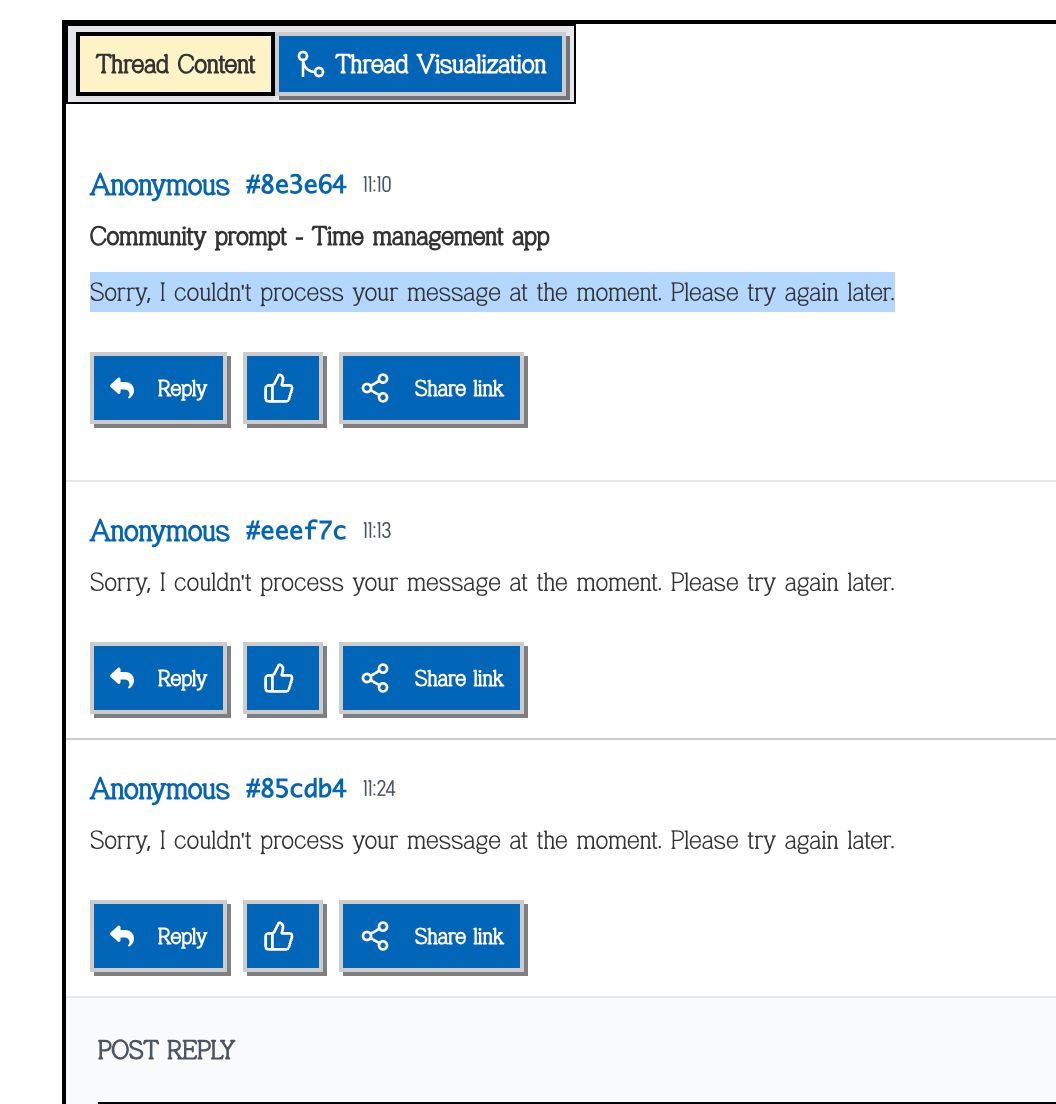 Thread Content Thread Visualization
Anonymous #8e3e64 11:10
Community prompt - Time management app
Sorry, I couldn't process your message at the moment. Please try again later.
Reply Share link
Anonymous #eeef7c 11:13
Sorry, I couldn't process your message at the moment. Please try again later.
Reply Share link
Anonymous #85cdb4 11:24
Sorry, I couldn't process your message at the moment. Please try again later.
Reply Share link
POST REPLY